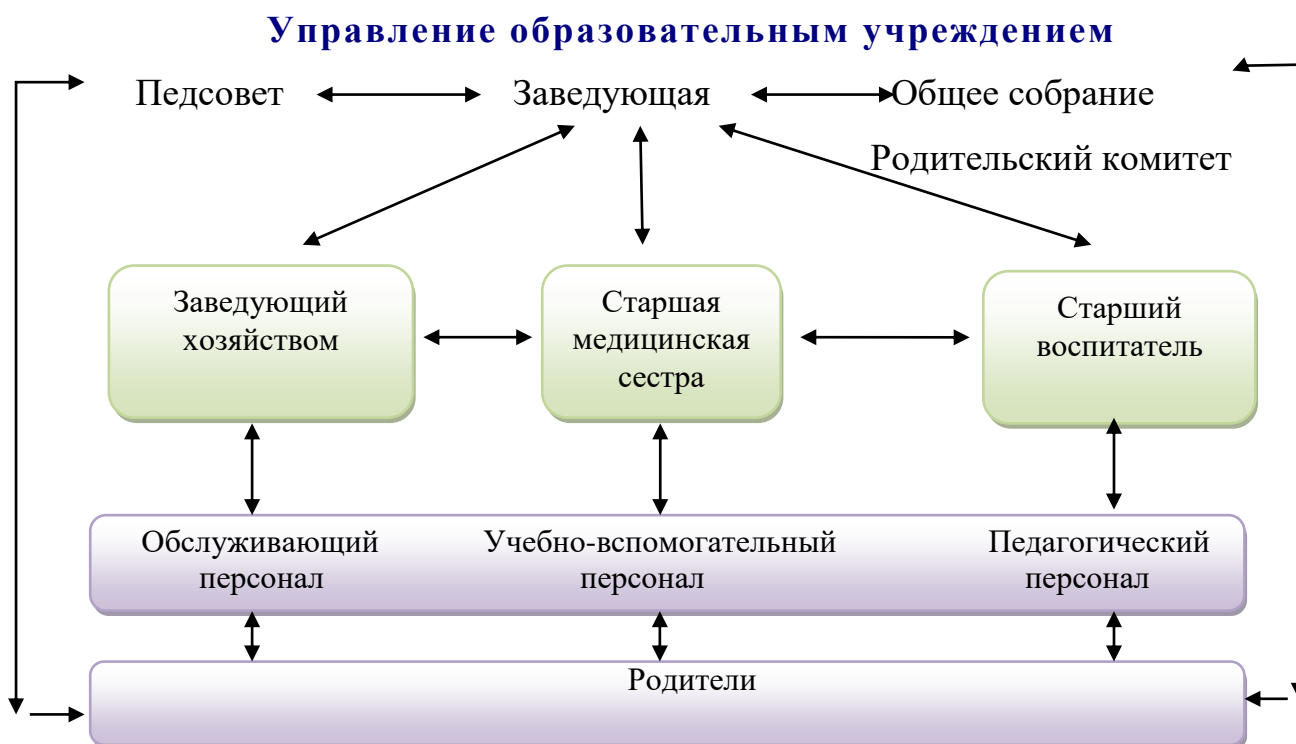 Управление образовательным учреждением
Педсовет
Заведующая
Общее собрание
Родительский комитет
Заведующий
хозяйством
Старшая
медицинская
сестра
Старший
воспитатель
Обслуживающий
персонал
Учебно-вспомогательный
персонал
Педагогический
персонал
Родители